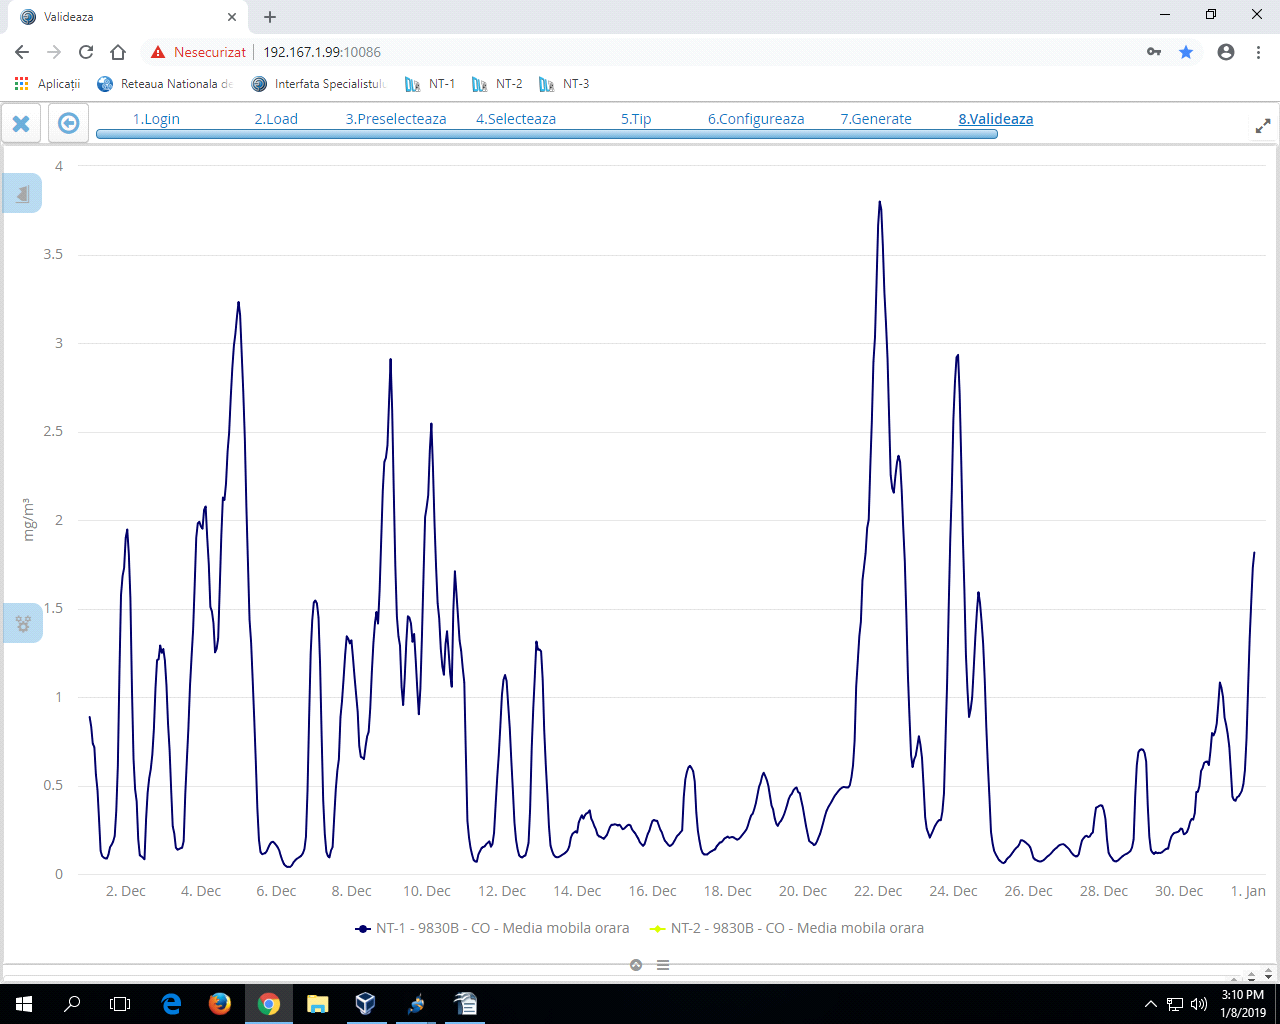 Valideaza
Nesecurizat 192.167.1.99:10086
Aplicații Reteaua Nationala de Interfata Specialistulu NT-1 NT-2 NT-3
1.Login 2.Load 3.Preselecteaza 4.Selecteaza 5.Tip 6.Configureaza 7.Generate 8.Valideaza
4
3.5
3
2.5
2
1.5
1
0.5
0
mg/m³
2. Dec 4. Dec 6. Dec 8. Dec 10. Dec 12. Dec 14. Dec 16. Dec 18. Dec 20. Dec 22. Dec 24. Dec 26. Dec 28. Dec 30. Dec 1. Jan
NT-1 - 9830B - CO - Media mobila orara NT-2 - 9830B - CO - Media mobila orara
3:10 PM
1/8/2019